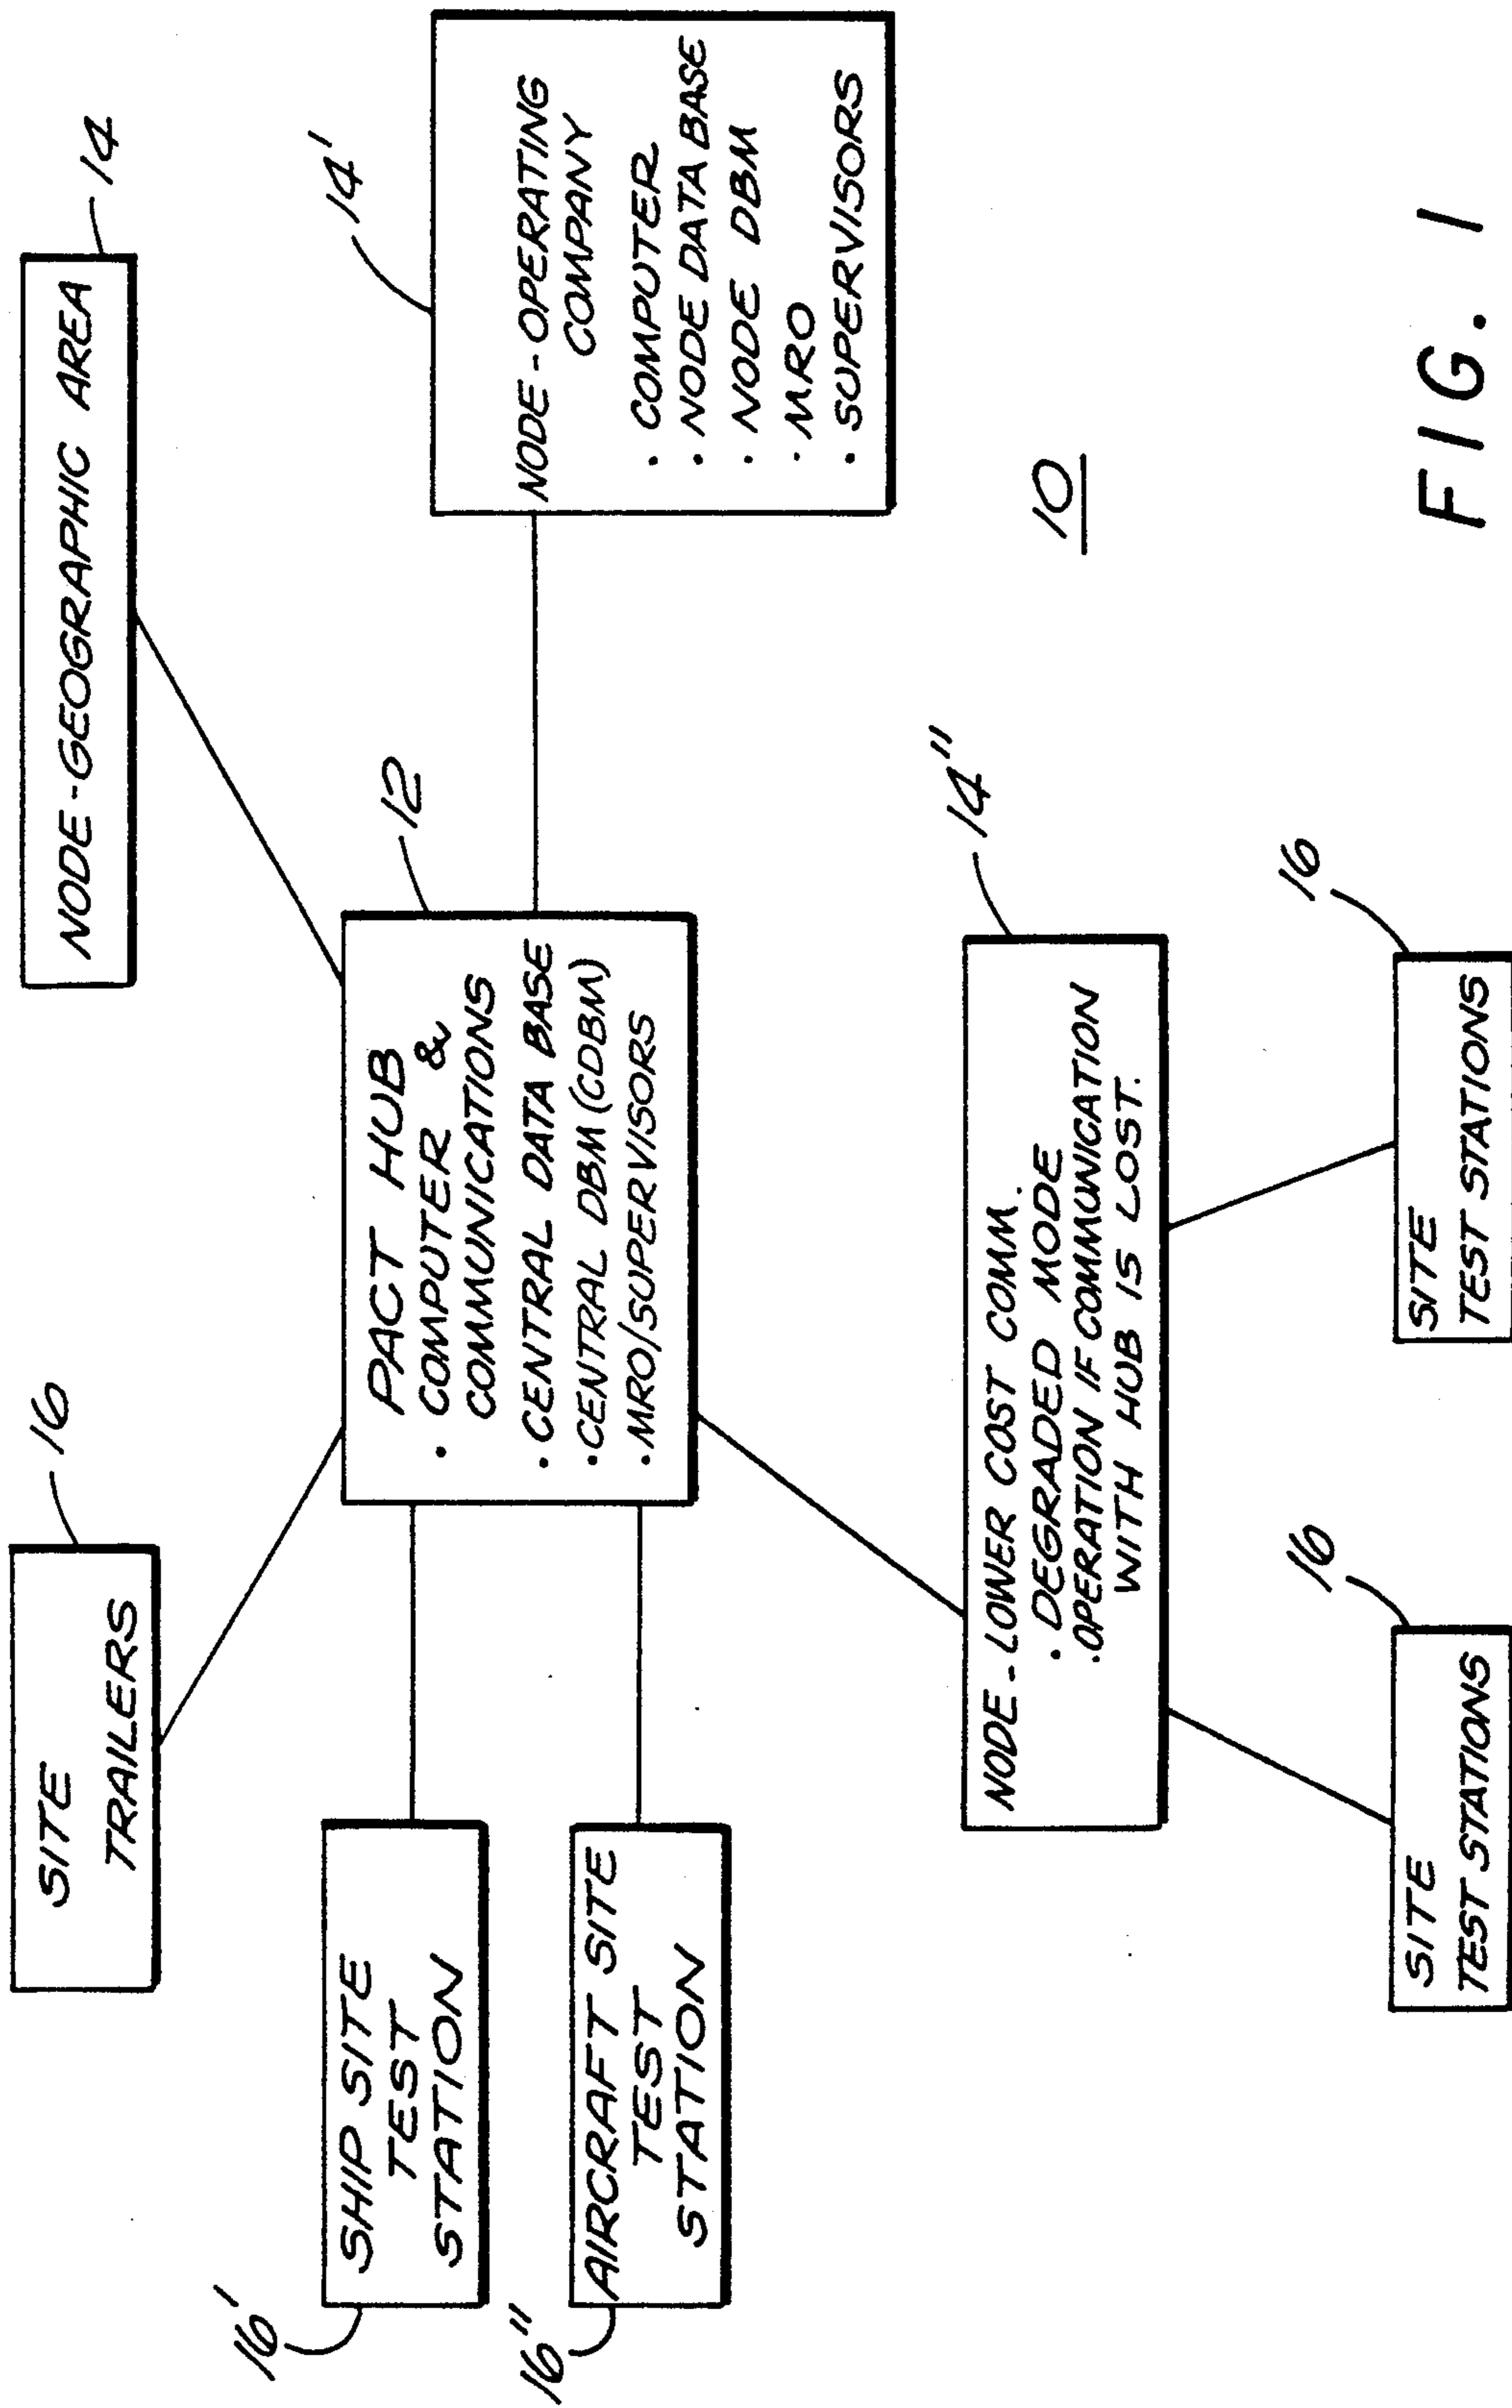 SITE
TRAILERS
16
NODE-GEOGRAPHIC AREA
14
SHIP SITE
TEST
STATION
16'
AIRCRAFT SITE
TEST
STATION
16"
PACT HUB
• COMPUTER &
COMMUNICATIONS
• CENTRAL DATA BASE
• CENTRAL DBM (CDBM)
• MRO/SUPERVISORS
12
NODE-OPERATING
COMPANY
• COMPUTER
• NODE DATA BASE
• NODE DBM
• MRO
• SUPERVISORS
14'
NODE-LOWER COST COMM.
• DEGRADED MODE
•OPERATION IF COMMUNICATION
WITH HUB IS LOST.
14"
10
SITE
TEST STATIONS
16
SITE
TEST STATIONS
16
FIG. 1